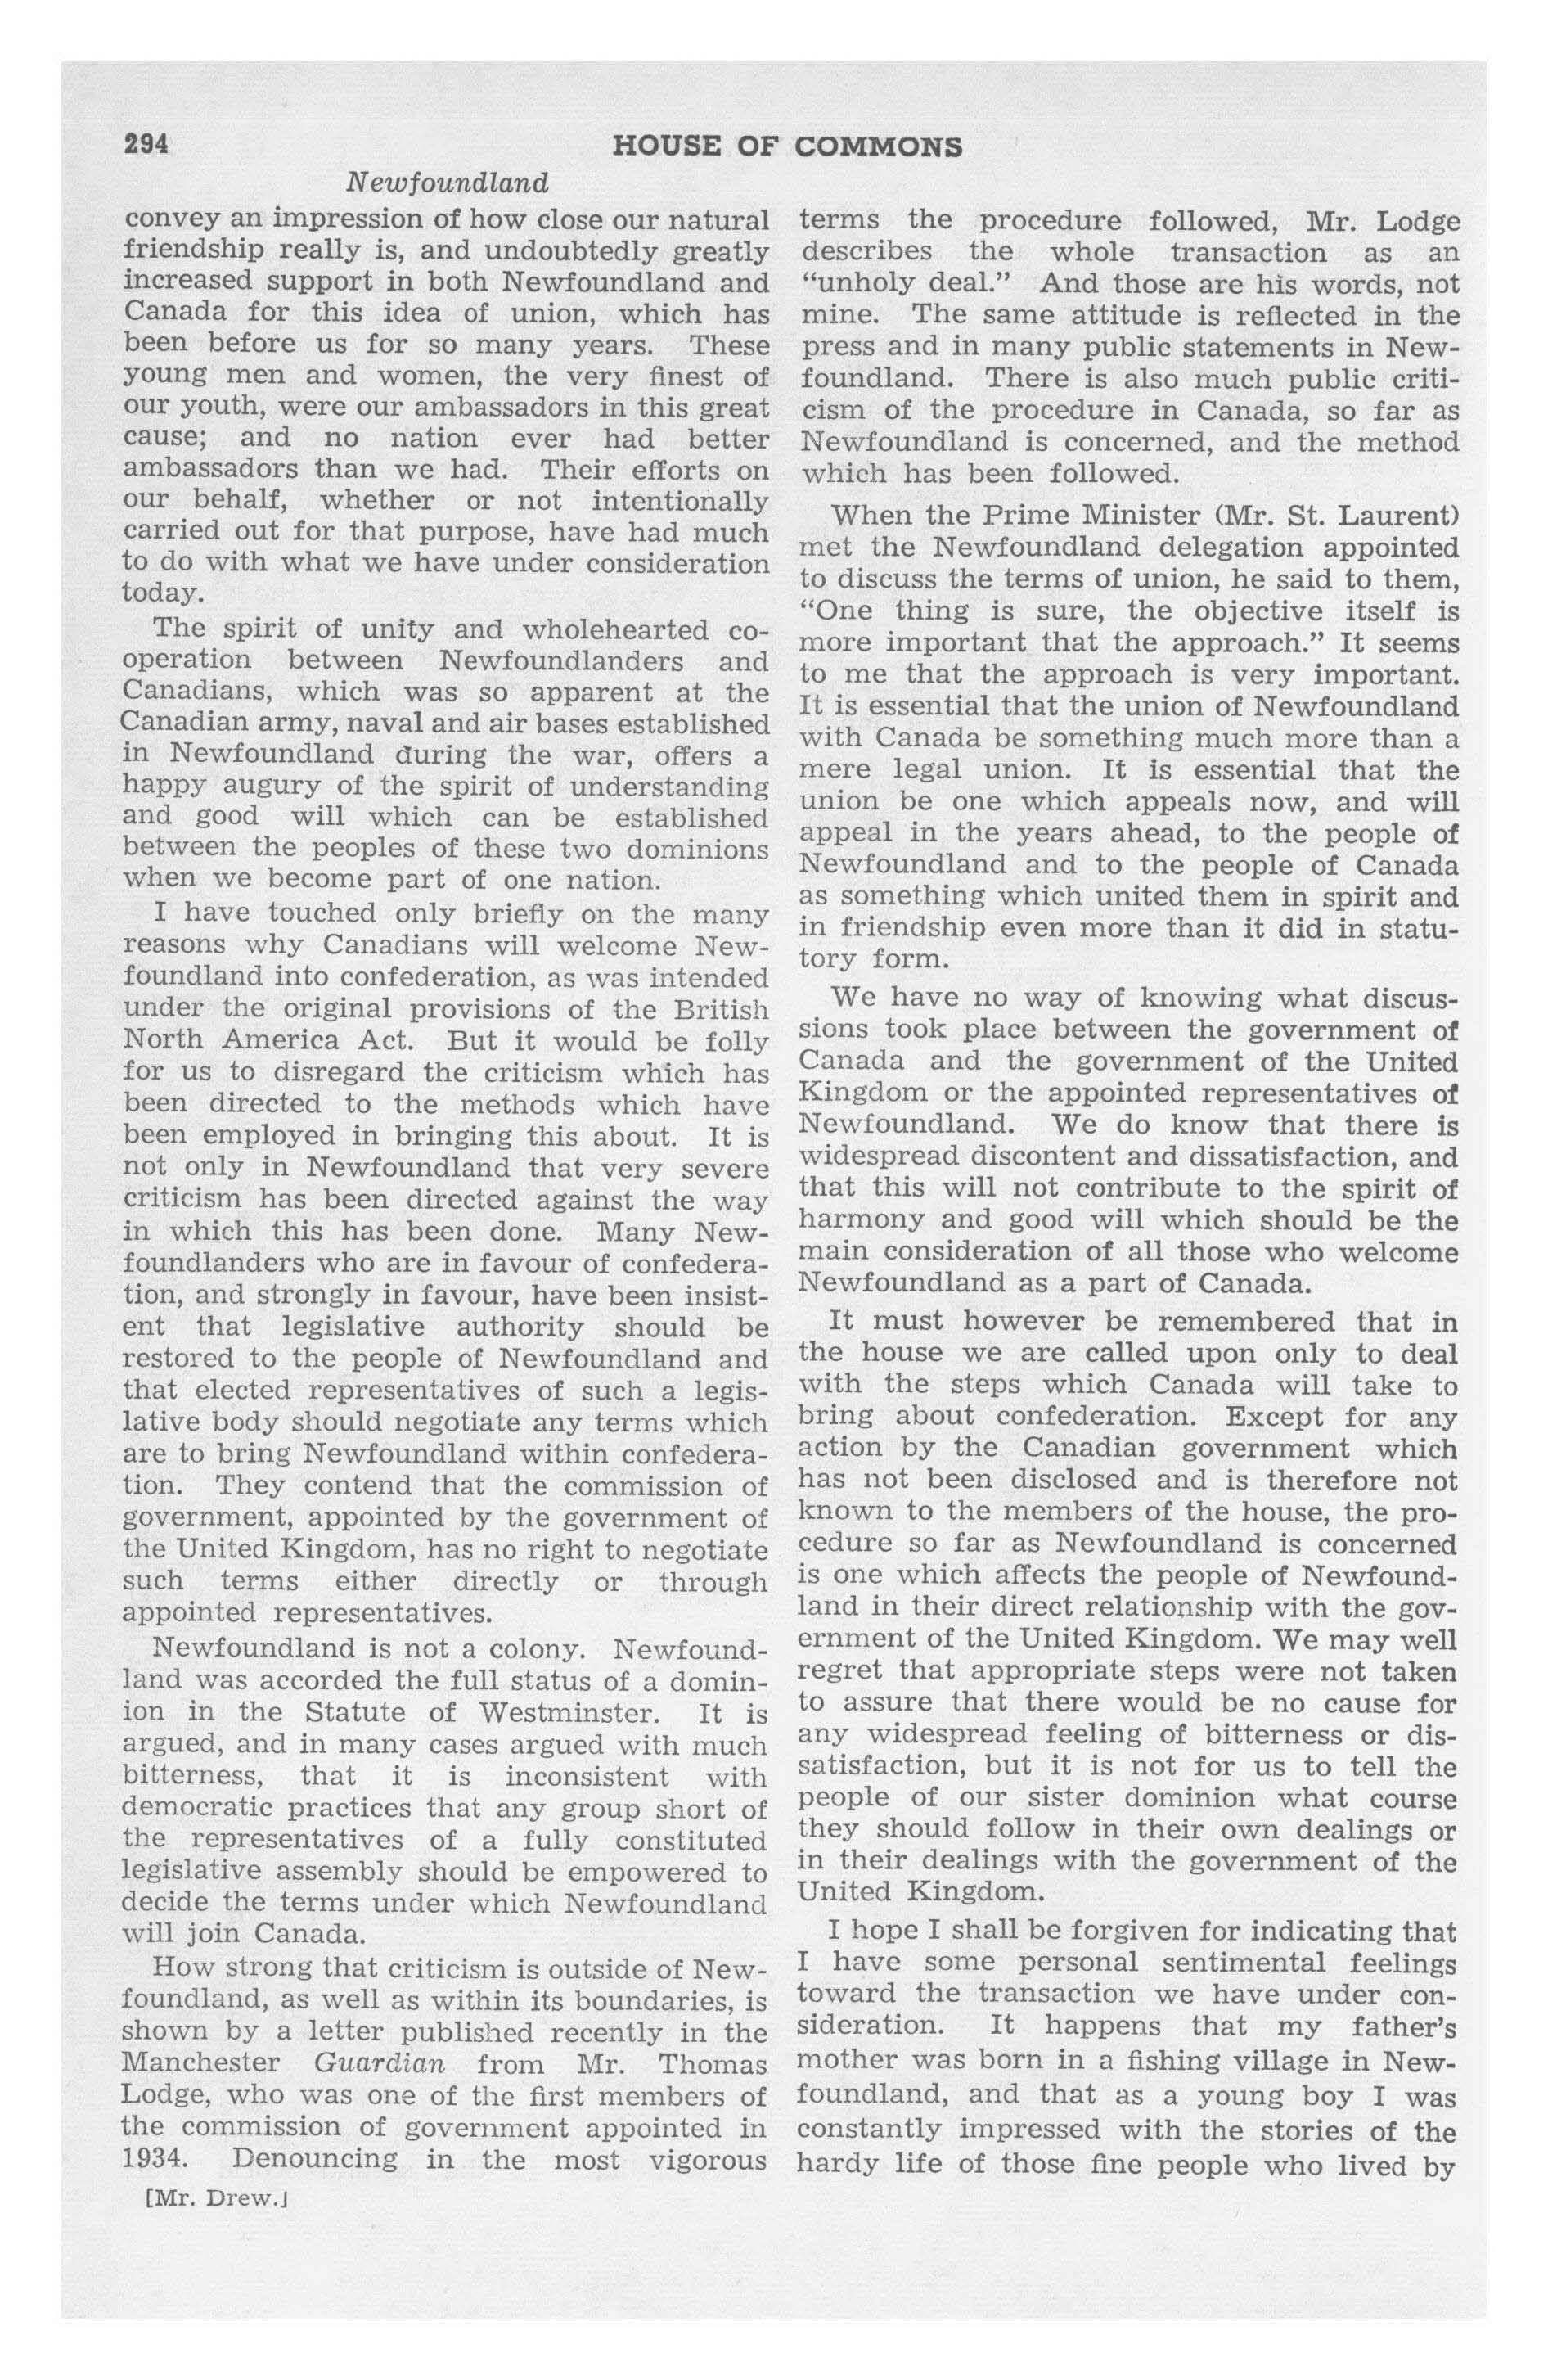 294
HOUSE OF COMMONS
Newfoundland
convey an impression of how close our natural
friendship really is, and undoubtedly greatly
increased support in both Newfoundland and
Canada for this idea of union, which has
been before us for so many years. These
young men and women, the very finest of
our youth, were our ambassadors in this great
cause; and no nation ever had better
ambassadors than we had. Their efforts on
our behalf, whether or not intentionally
carried out for that purpose, have had much
to do with what we have under consideration
today.
The spirit of unity and wholehearted co-
operation between Newfoundlanders and
Canadians, which was so apparent at the
Canadian army, naval and air bases established
in Newfoundland during the war, offers a
happy augury of the spirit of understanding
and good will which can be established
between the peoples of these two dominions
when we become part of one nation.
I have touched only briefly on the many
reasons why Canadians will welcome New-
foundland into confederation, as was intended
under the original provisions of the British
North America Act. But it would be folly
for us to disregard the criticism which has
been directed to the methods which have
been employed in bringing this about. It is
not only in Newfoundland that very severe
criticism has been directed against the way
in which this has been done. Many New-
foundlanders who are in favour of confedera-
tion, and strongly in favour, have been insist-
ent that legislative authority should be
restored to the people of Newfoundland and
that elected representatives of such a legis-
lative body should negotiate any terms which
are to bring Newfoundland within confedera-
tion. They contend that the commission of
government, appointed by the government of
the United Kingdom, has no right to negotiate
such terms either directly or through
appointed representatives.
Newfoundland is not a colony. Newfound-
land was accorded the full status of a domin-
ion in the Statute of Westminster. It is
argued, and in many cases argued with much
bitterness, that it is inconsistent with
democratic practices that any group short of
the representatives of a fully constituted
legislative assembly should be empowered to
decide the terms under which Newfoundland
will join Canada.
How strong that criticism is outside of New-
foundland, as well as within its boundaries, is
shown by a letter published recently in the
Manchester Guardian from Mr. Thomas
Lodge, who was one of the first members of
the commission of government appointed in
1934. Denouncing in the most vigorous
[Mr. Drew.]
terms the procedure followed, Mr. Lodge
describes the whole transaction as an
“unholy deal.” And those are his words, not
mine. The same attitude is reflected in the
press and in many public statements in New-
foundland. There is also much public criti-
cism of the procedure in Canada, so far as
Newfoundland is concerned, and the method
which has been followed.
When the Prime Minister (Mr. St. Laurent)
met the Newfoundland delegation appointed
to discuss the terms of union, he said to them,
“One thing is sure, the objective itself is
more important that the approach.” It seems
to me that the approach is very important.
It is essential that the union of Newfoundland
with Canada be something much more than a
mere legal union. It is essential that the
union be one which appeals now, and will
appeal in the years ahead, to the people of
Newfoundland and to the people of Canada
as something which united them in spirit and
in friendship even more than it did in statu-
tory form.
We have no way of knowing what discus-
sions took place between the government of
Canada and the government of the United
Kingdom or the appointed representatives of
Newfoundland. We do know that there is
widespread discontent and dissatisfaction, and
that this will not contribute to the spirit of
harmony and good will which should be the
main consideration of all those who welcome
Newfoundland as a part of Canada.
It must however be remembered that in
the house we are called upon only to deal
with the steps which Canada will take to
bring about confederation. Except for any
action by the Canadian government which
has not been disclosed and is therefore not
known to the members of the house, the pro-
cedure so far as Newfoundland is concerned
is one which affects the people of Newfound-
land in their direct relationship with the gov-
ernment of the United Kingdom. We may well
regret that appropriate steps were not taken
to assure that there would be no cause for
any widespread feeling of bitterness or dis-
satisfaction, but it is not for us to tell the
people of our sister dominion what course
they should follow in their own dealings or
in their dealings with the government of the
United Kingdom.
I hope I shall be forgiven for indicating that
I have some personal sentimental feelings
toward the transaction we have under con-
sideration. It happens that my father's
mother was born in a fishing village in New-
foundland, and that as a young boy I was
constantly impressed with the stories of the
hardy life of those fine people who lived by